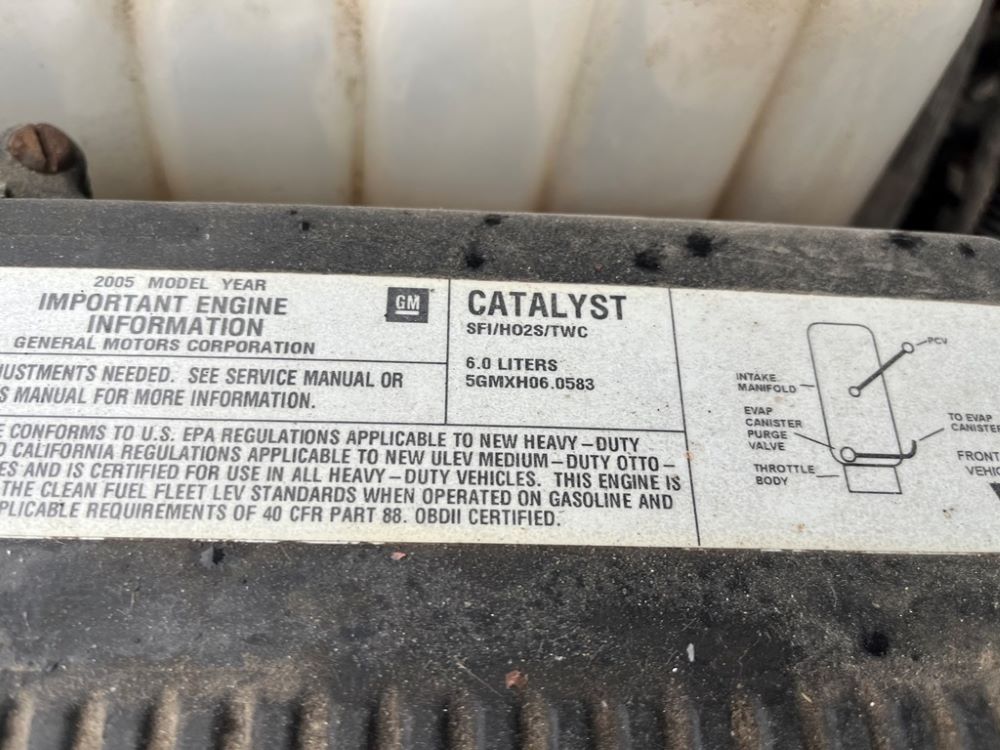 2005 MODEL YEAR
IMPORTANT ENGINE
INFORMATION
GENERAL MOTORS CORPORATION
GM
USTMENTS NEEDED. SEE SERVICE MANUAL OR
S MANUAL FOR MORE INFORMATION.
CATALYST
SFI/HO2S/TWC
6.0 LITERS
5GMXH06.0583
E CONFORMS TO U.S. EPA REGULATIONS APPLICABLE TO NEW HEAVY-DUTY
D CALIFORNIA REGULATIONS APPLICABLE TO NEW ULEV MEDIUM-DUTY OTTO-
ES AND IS CERTIFIED FOR USE IN ALL HEAVY-DUTY VEHICLES. THIS ENGINE IS
THE CLEAN FUEL FLEET LEV STANDARDS WHEN OPERATED ON GASOLINE AND
PLICABLE REQUIREMENTS OF 40 CFR PART 88. OBDII CERTIFIED.
PCV
INTAKE
MANIFOLD
EVAP
CANISTER
PURGE
VALVE
THROTTLE
BODY
TO EVAP
CANISTER
FRONT
VEHIC